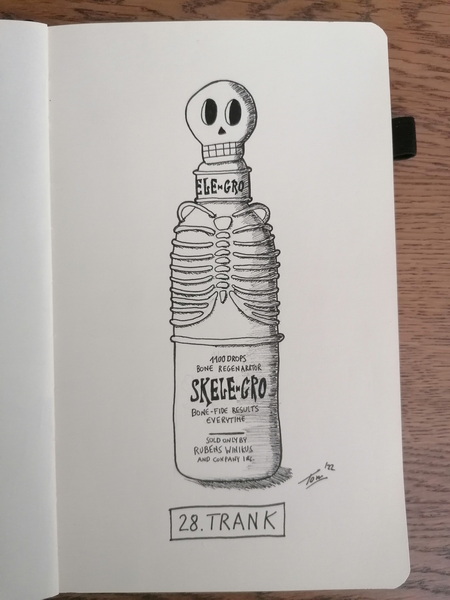 ELE-GRO
1100 DROPS
BONE REGENARATOR
SKELE-GRO
BONE-FIDE RESULTS
EVERYTIME
SOLD ONLY BY
RUBENS WINIKUS
AND COMPANY INC.
Tom '22
28. TRANK